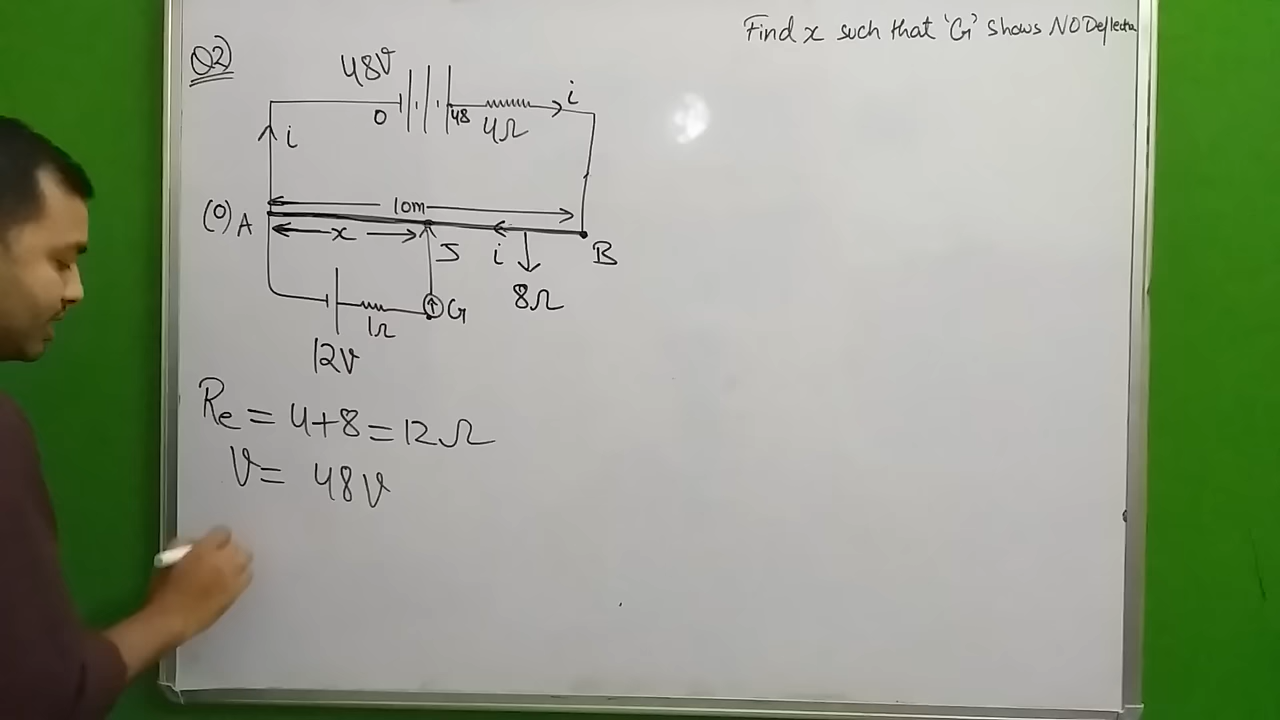 Find x such that 'G' shows NO Deflectn
Q2)
48V
i
0
48
4Ω
i
10m
(0) A
x
J
i
B
8Ω
G
1Ω
12V
Re = 4+8 = 12Ω
V = 48V